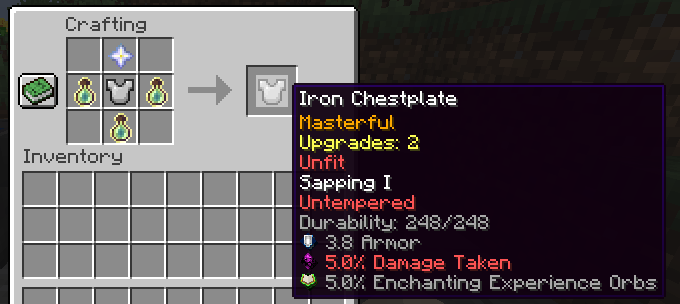 Crafting
Iron Chestplate
Masterful
Upgrades: 2
Unfit
Sapping I
Untempered
Durability: 248/248
3.8 Armor
5.0% Damage Taken
5.0% Enchanting Experience Orbs
Inventory